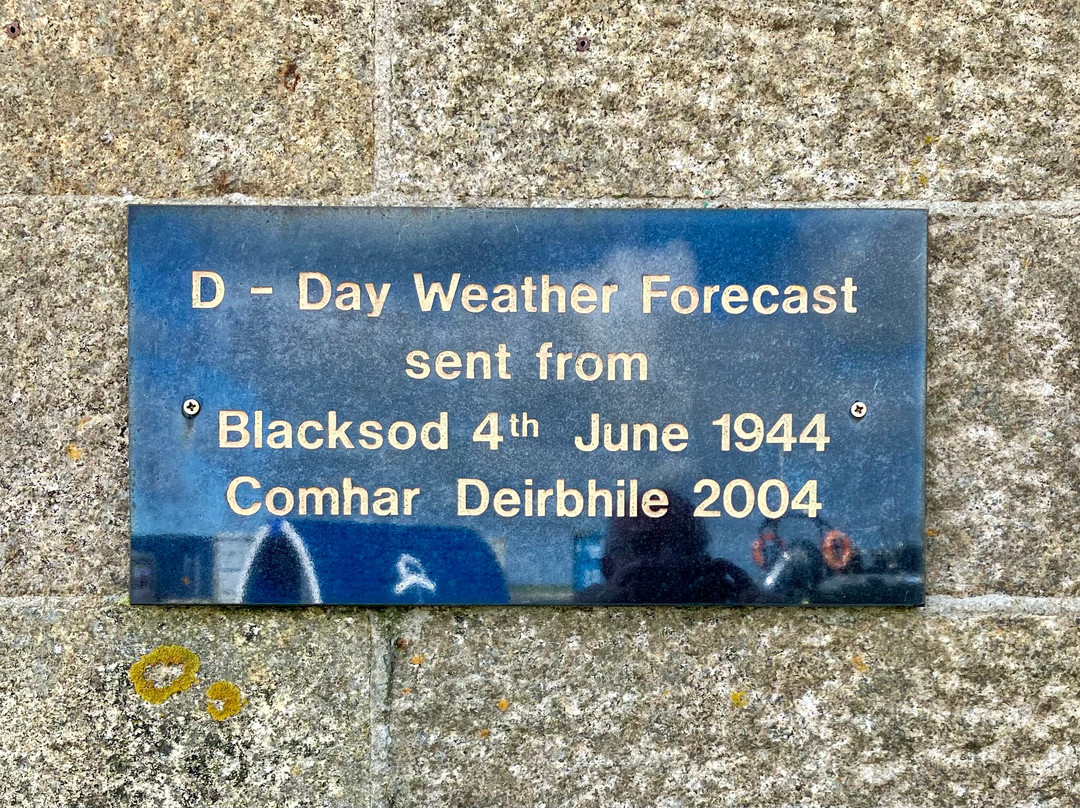 D - Day Weather Forecast
sent from
Blacksod 4th June 1944
Comhar Deirbhile 2004